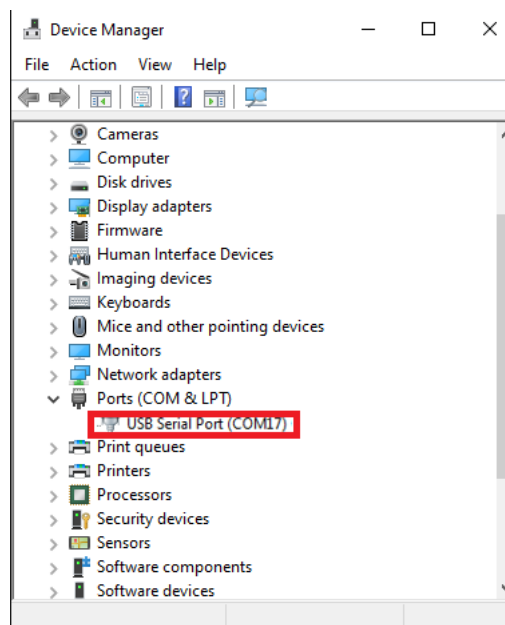 Device Manager
File Action View Help
Cameras
Computer
Disk drives
Display adapters
Firmware
Human Interface Devices
Imaging devices
Keyboards
Mice and other pointing devices
Monitors
Network adapters
Ports (COM & LPT)
USB Serial Port (COM17)
Print queues
Printers
Processors
Security devices
Sensors
Software components
Software devices